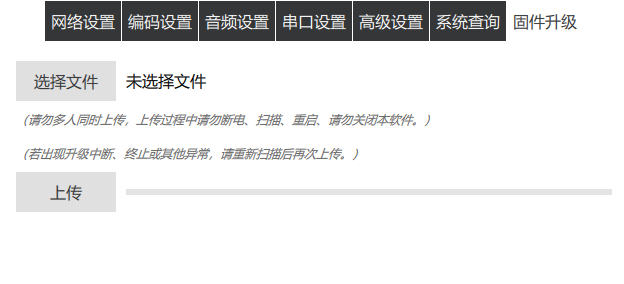 网络设置 编码设置 音频设置 串口设置 高级设置 系统查询 固件升级
选择文件 未选择文件
（请勿多人同时上传，上传过程中请勿断电、扫描、重启、请勿关闭本软件。）
（若出现升级中断、终止或其他异常，请重新扫描后再次上传。）
上传